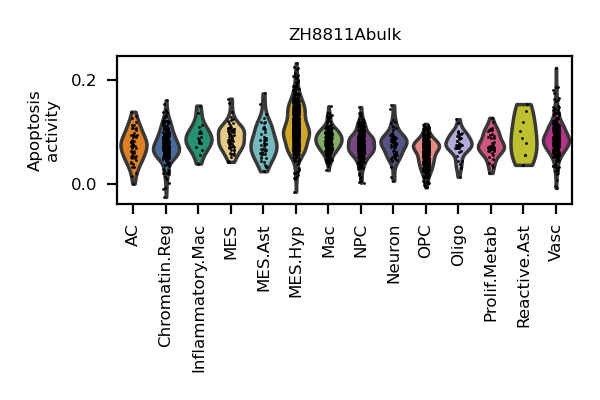 ZH8811Abulk
Apoptosis
activity
0.2
0.0
AC
Chromatin.Reg
Inflammatory.Mac
MES
MES.Ast
MES.Hyp
Mac
NPC
Neuron
OPC
Oligo
Prolif.Metab
Reactive.Ast
Vasc